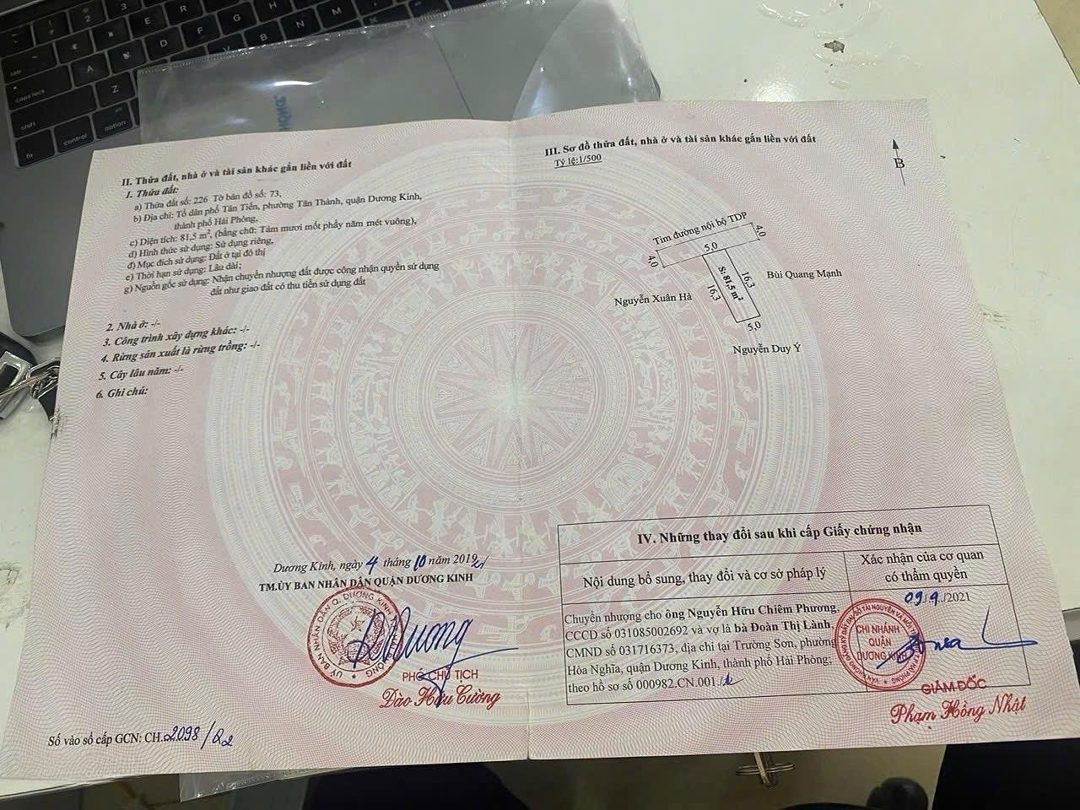 II. Thửa đất, nhà ở và tài sản khác gắn liền với đất
1. Thửa đất:
a) Thửa đất số: 226 Tờ bản đồ số: 73,
b) Địa chỉ: Tổ dân phố Tân Tiến, phường Tân Thành, quận Dương Kinh,
thành phố Hải Phòng,
c) Diện tích: 81,5 m², (bằng chữ: Tám mươi mốt phẩy năm mét vuông),
d) Hình thức sử dụng: Sử dụng riêng,
đ) Mục đích sử dụng: Đất ở tại đô thị
e) Thời hạn sử dụng: Lâu dài;
g) Nguồn gốc sử dụng: Nhận chuyển nhượng đất được công nhận quyền sử dụng
đất như giao đất có thu tiền sử dụng đất
2. Nhà ở: -/-
3. Công trình xây dựng khác: -/-
4. Rừng sản xuất là rừng trồng: -/-
5. Cây lâu năm: -/-
6. Ghi chú:
Dương Kinh, ngày 4 tháng 10 năm 2019
TM.ỦY BAN NHÂN DÂN QUẬN DƯƠNG KINH
ỦY BAN NHÂN DÂN Q. DƯƠNG KINH
PHÓ CHỦ TỊCH
Đào Hữu Cường
Số vào sổ cấp GCN: CH.2098/Q2
III. Sơ đồ thửa đất, nhà ở và tài sản khác gắn liền với đất
Tỷ lệ:1/500
B
Tim đường nội bộ TDP
4,0
5.0
4,0
16,3
S: 81,5 m²
16,3
5,0
Bùi Quang Mạnh
Nguyễn Xuân Hà
Nguyễn Duy Ý
IV. Những thay đổi sau khi cấp Giấy chứng nhận
Nội dung bổ sung, thay đổi và cơ sở pháp lý
Xác nhận của cơ quan
có thẩm quyền
Chuyển nhượng cho ông Nguyễn Hữu Chiêm Phương,
CCCD số 031085002692 và vợ là bà Đoàn Thị Lành,
CMND số 031716373, địa chỉ tại Trường Sơn, phường
Hòa Nghĩa, quận Dương Kinh, thành phố Hải Phòng;
theo hồ sơ số 000982.CN.001
09/9/2021
CHI NHÁNH
QUẬN
DƯƠNG KINH
GIÁM ĐỐC
Phạm Hồng Nhật